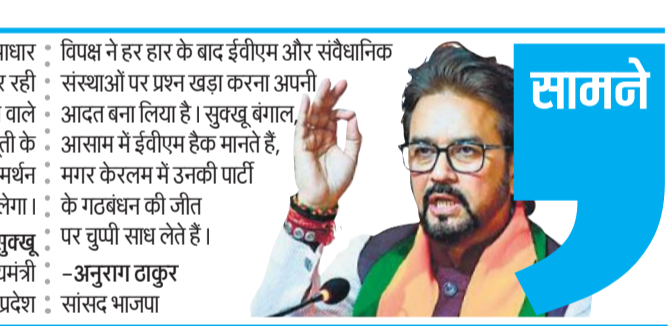 विपक्ष ने हर हार के बाद ईवीएम और संवैधानिक
संस्थाओं पर प्रश्न खड़ा करना अपनी
आदत बना लिया है। सुक्खू बंगाल,
आसाम में ईवीएम हैक मानते हैं,
मगर केरलम में उनकी पार्टी
के गठबंधन की जीत
पर चुप्पी साध लेते हैं।
-अनुराग ठाकुर
सांसद भाजपा
सामने